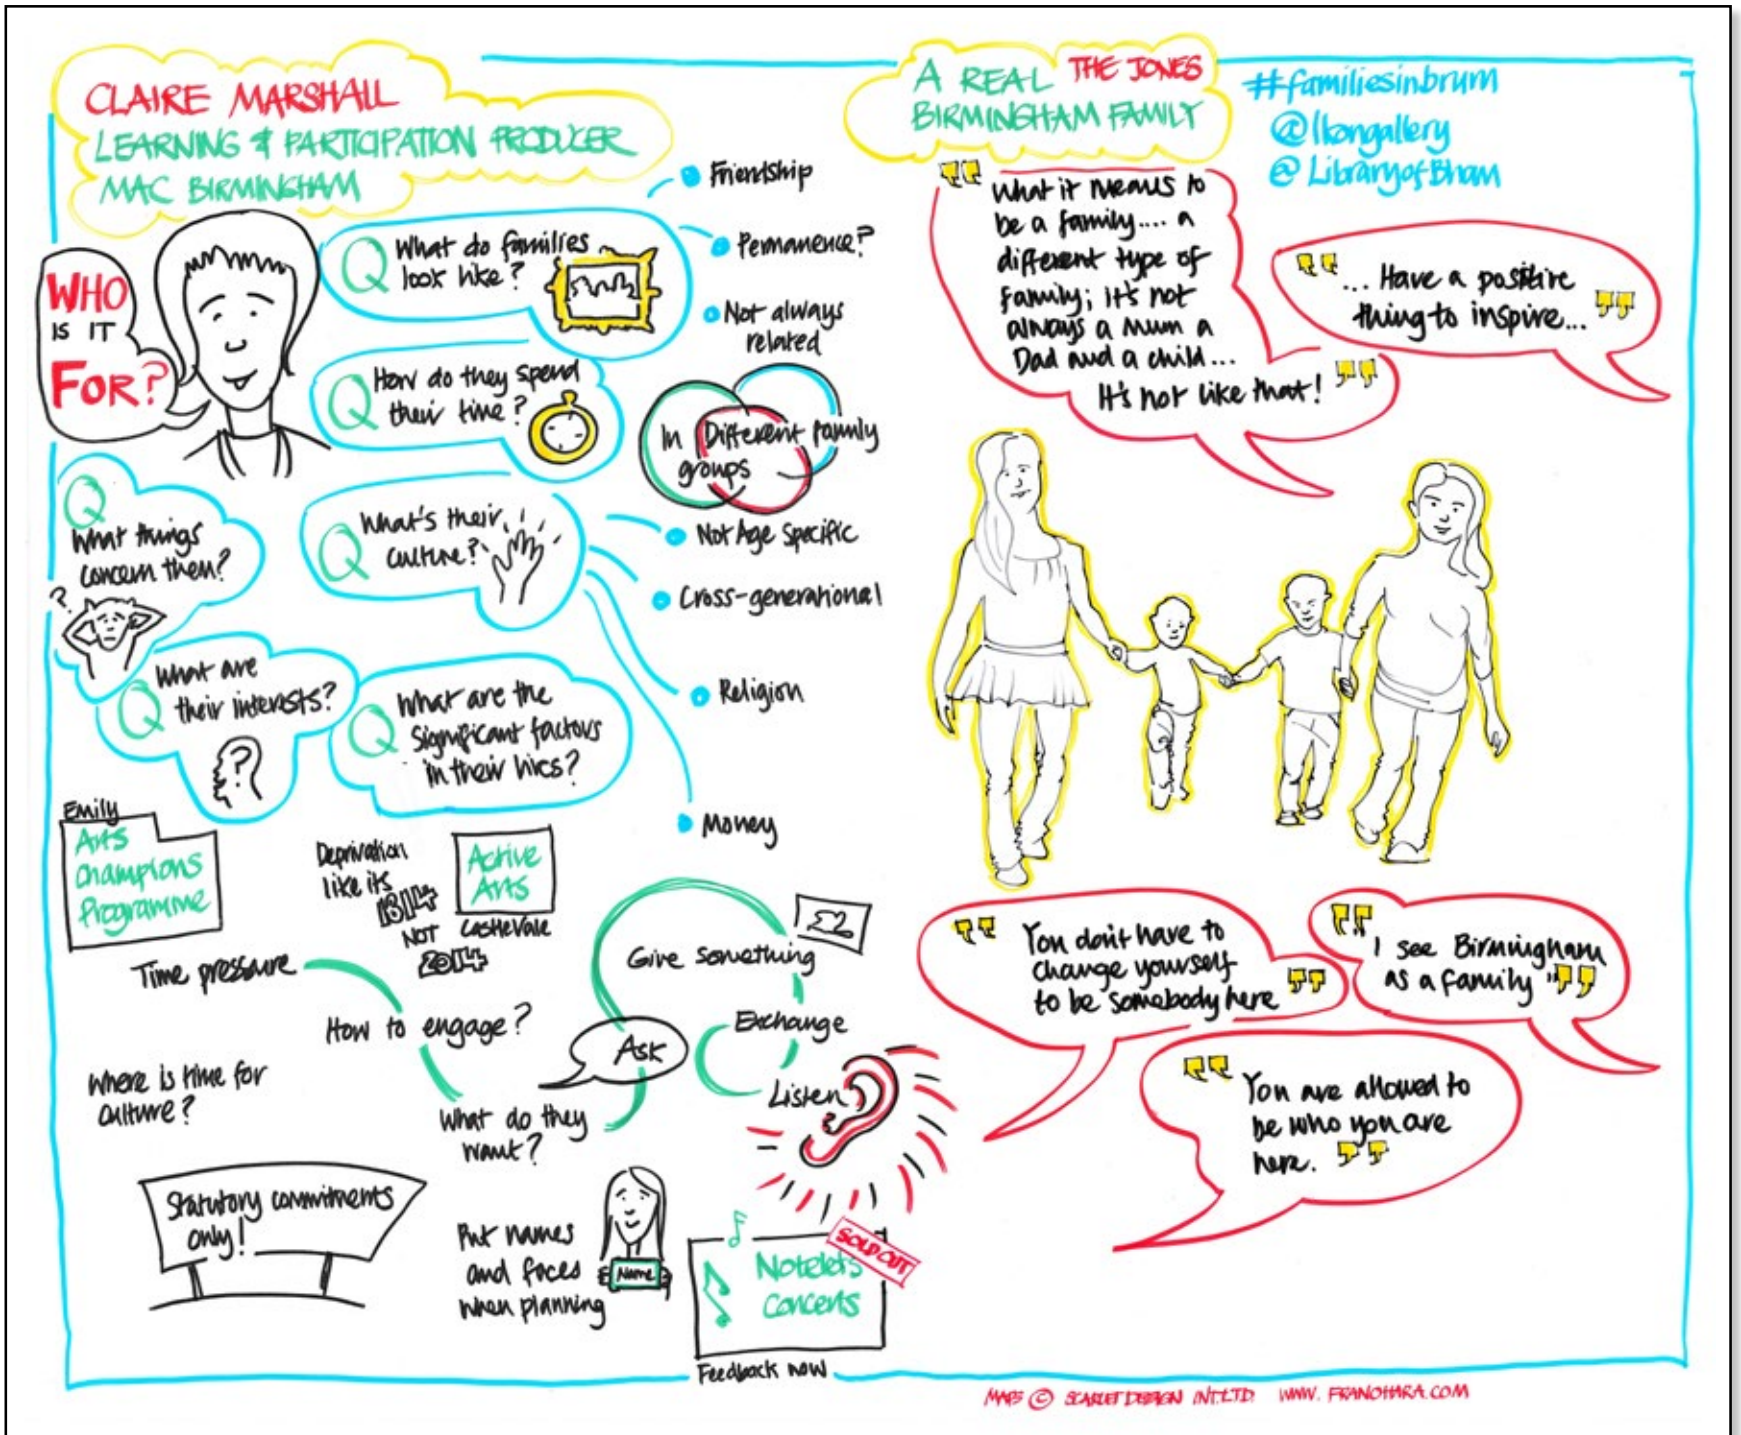 CLAIRE MARSHALL
LEARNING & PARTICIPATION PRODUCER
MAC BIRMINGHAM
WHO
IS IT
FOR?
Q What do families
look like?
Q How do they spend
their time?
Q
What things
concern them?
?
Q What's their
culture?
Q What are
their interests?
?
Q What are the
significant factors
in their lives?
Friendship
Permanence?
Not always
related
In Different family
groups
Not Age Specific
Cross-generational
Religion
Money
Emily
Arts
Champions
Programme
Deprivation
like its
1814
NOT
2014
Active
Arts
Castle Vale
Time pressure
How to engage?
Where is time for
culture?
What do they
want?
Ask
Give something
£2
Exchange
Listen
Statutory commitments
only!
Put names
and faces
when planning
Name
Notelets
Concerts
SOLD OUT
Feedback now
A REAL THE JONES
BIRMINGHAM FAMILY
#familiesinbrum
@Ikongallery
@LibraryofBham
"What it means to
be a family.... a
different type of
family; it's not
always a Mum a
Dad and a child...
It's not like that!"
"... Have a positive
thing to inspire..."
"You don't have to
change yourself
to be somebody here"
"I see Birmingham
as a family""
"You are allowed to
be who you are
here."
MAPS © SCARLET DESIGN INT.LTD. WWW. FRANOHARA.COM